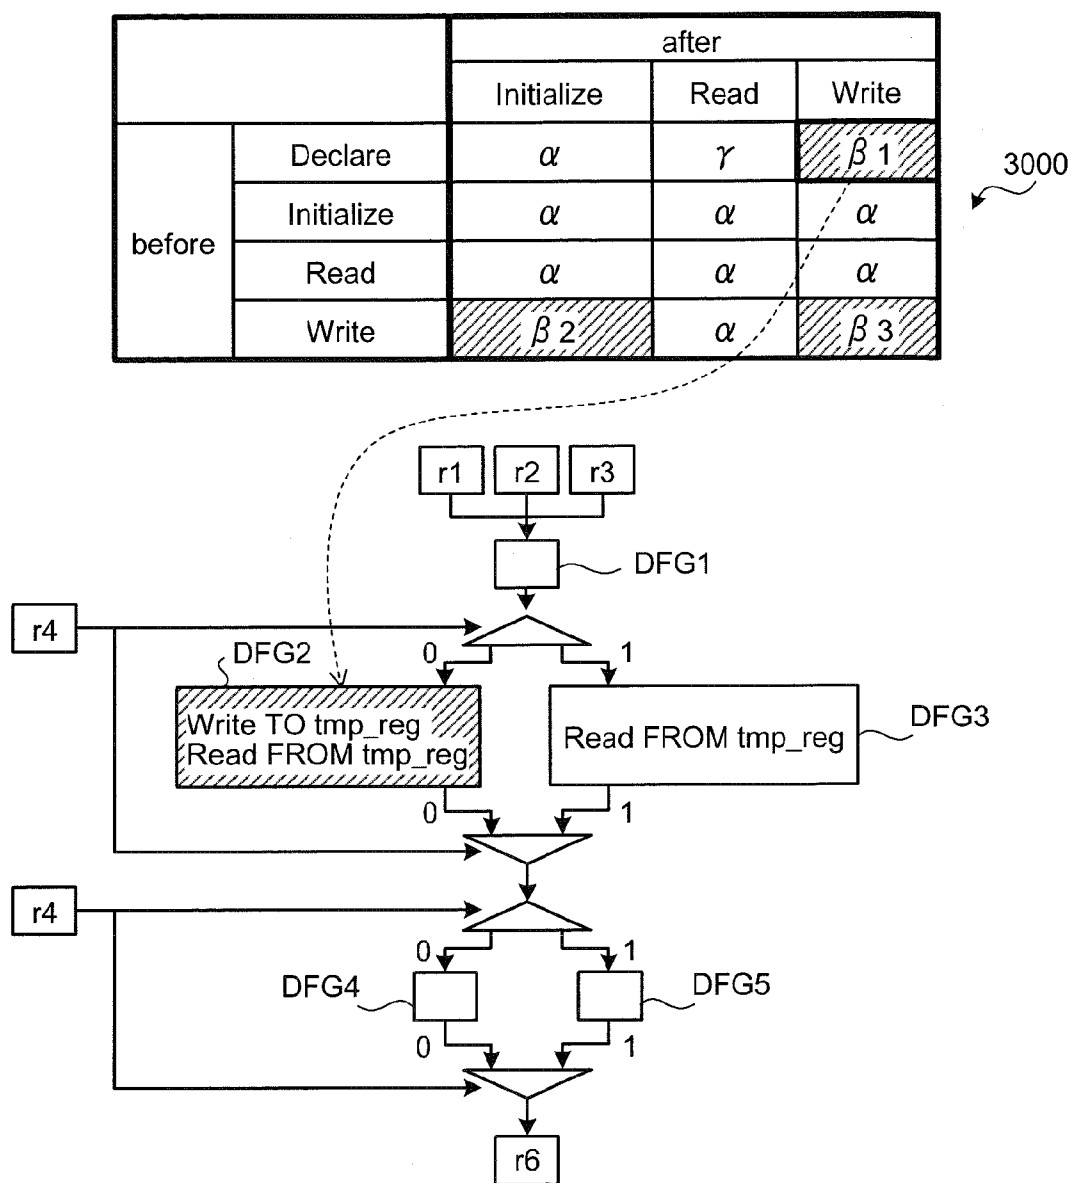 after
Initialize Read Write
Declare α γ β 1
3000
Initialize α α α
before
Read α α α
Write β 2 α β 3
r1 r2 r3
DFG1
r4
0 1
DFG2
DFG3
Write TO tmp_reg
Read FROM tmp_reg
Read FROM tmp_reg
0 1
r4
0 1
DFG4 DFG5
0 1
r6